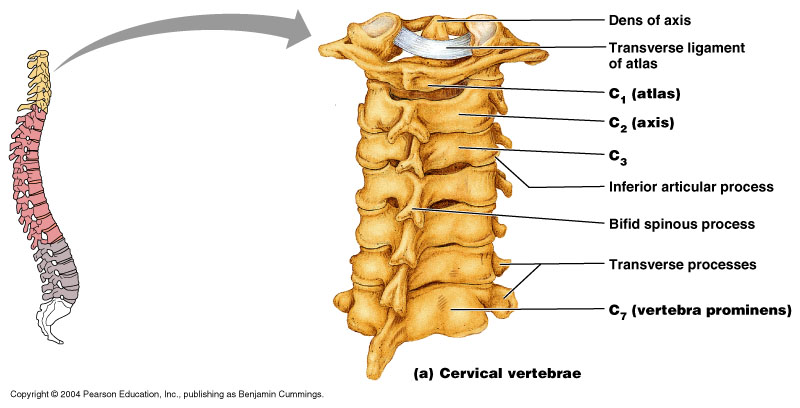 Dens of axis
Transverse ligament
of atlas
C₁ (atlas)
C₂ (axis)
C₃
Inferior articular process
Bifid spinous process
Transverse processes
C₇ (vertebra prominens)
(a) Cervical vertebrae
Copyright © 2004 Pearson Education, Inc., publishing as Benjamin Cummings.